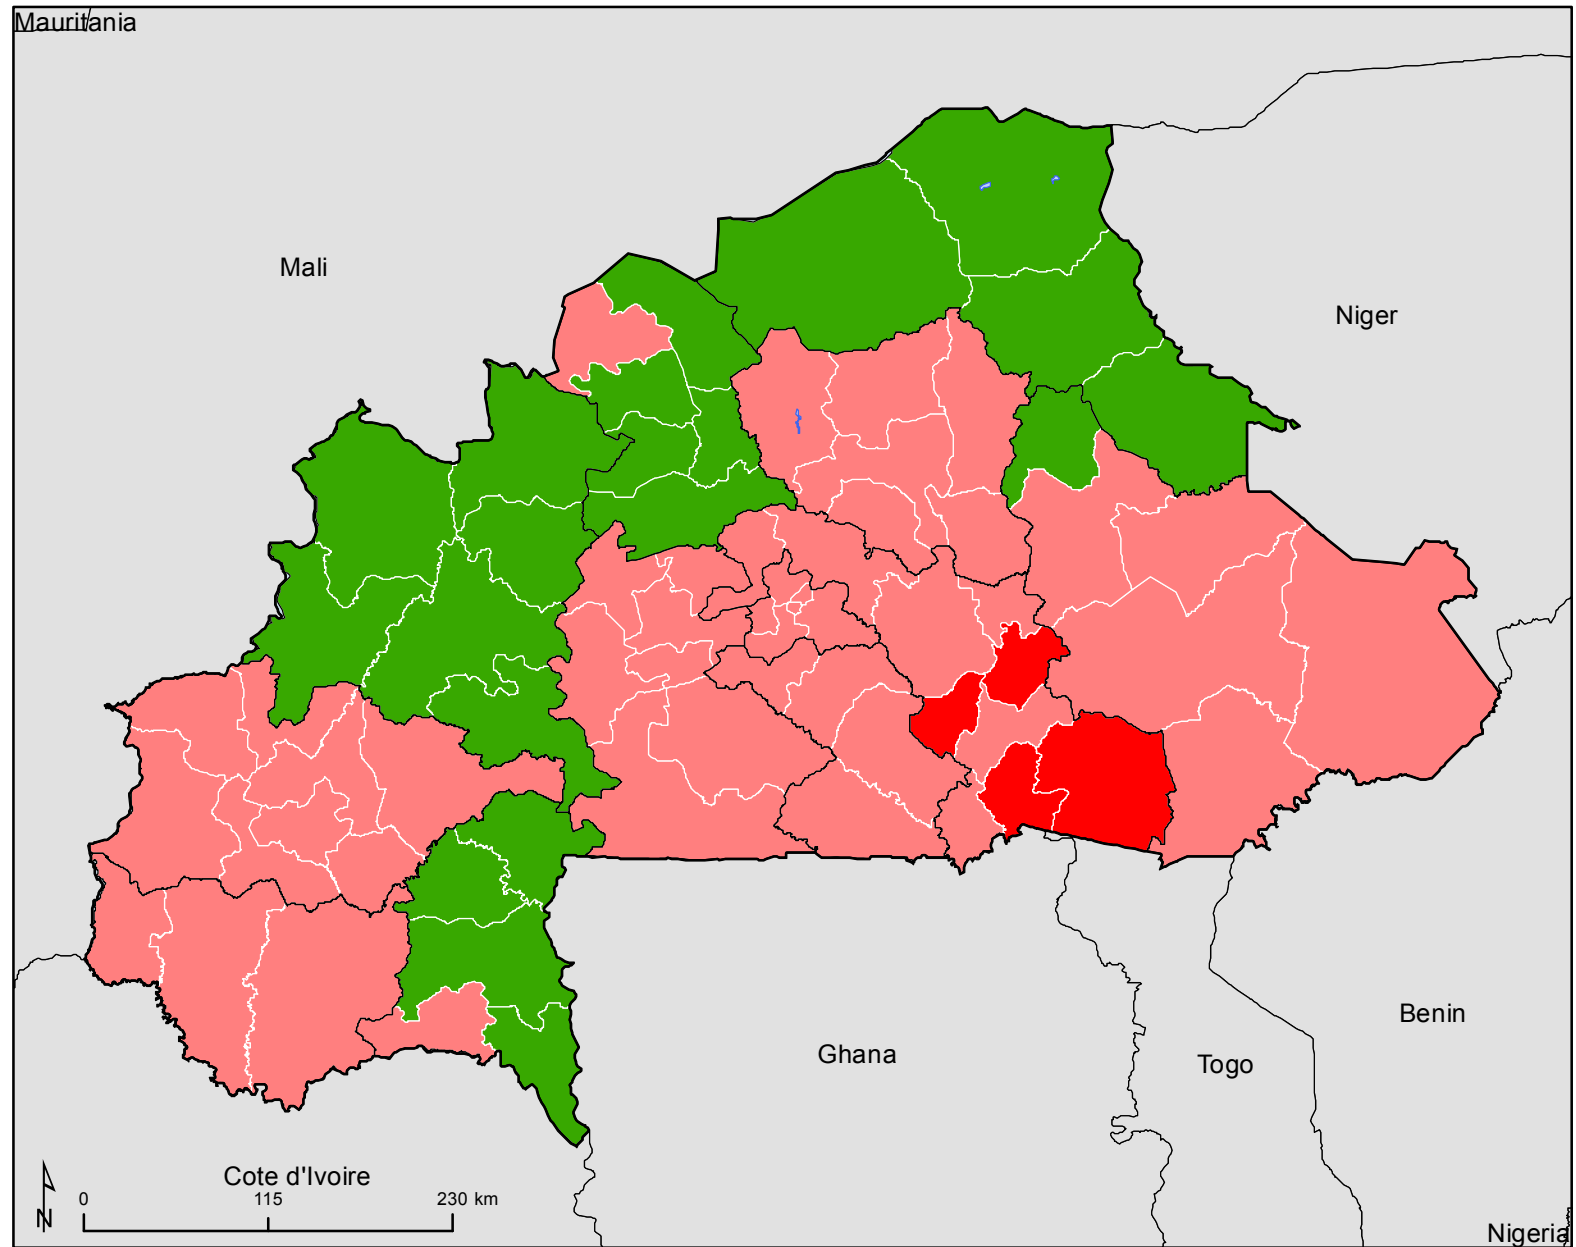 Mauritania
Mali
Niger
Benin
Ghana
Togo
Cote d'Ivoire
0 115 230 km
N
Nigeria